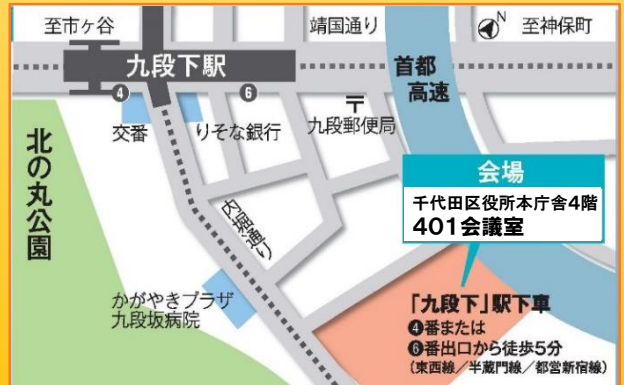 至市ヶ谷
靖国通り
N
至神保町
九段下駅
首都
高速
4
6
〒
九段郵便局
交番
りそな銀行
北の丸公園
内堀通り
会場
千代田区役所本庁舎4階
401会議室
かがやきプラザ
九段坂病院
「九段下」駅下車
❹番または
❻番出口から徒歩5分
(東西線／半蔵門線／都営新宿線)